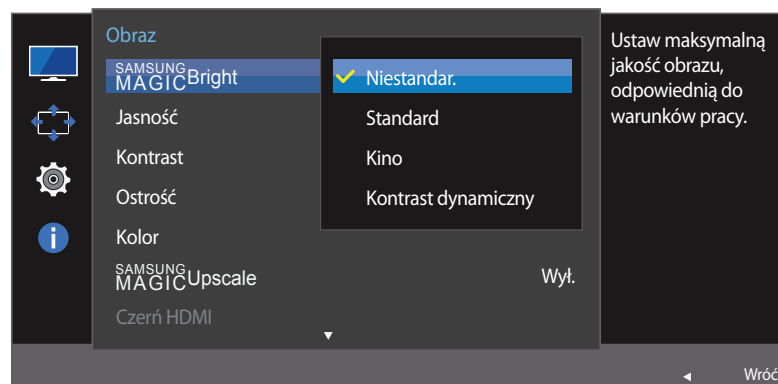 Obraz
SAMSUNG
MAGICBright
Jasność
Kontrast
Ostrość
Kolor
SAMSUNG
MAGICUpscale
Wył.
Czerń HDMI
Niestandar.
Standard
Kino
Kontrast dynamiczny
Ustaw maksymalną
jakość obrazu,
odpowiednią do
warunków pracy.
Wróć